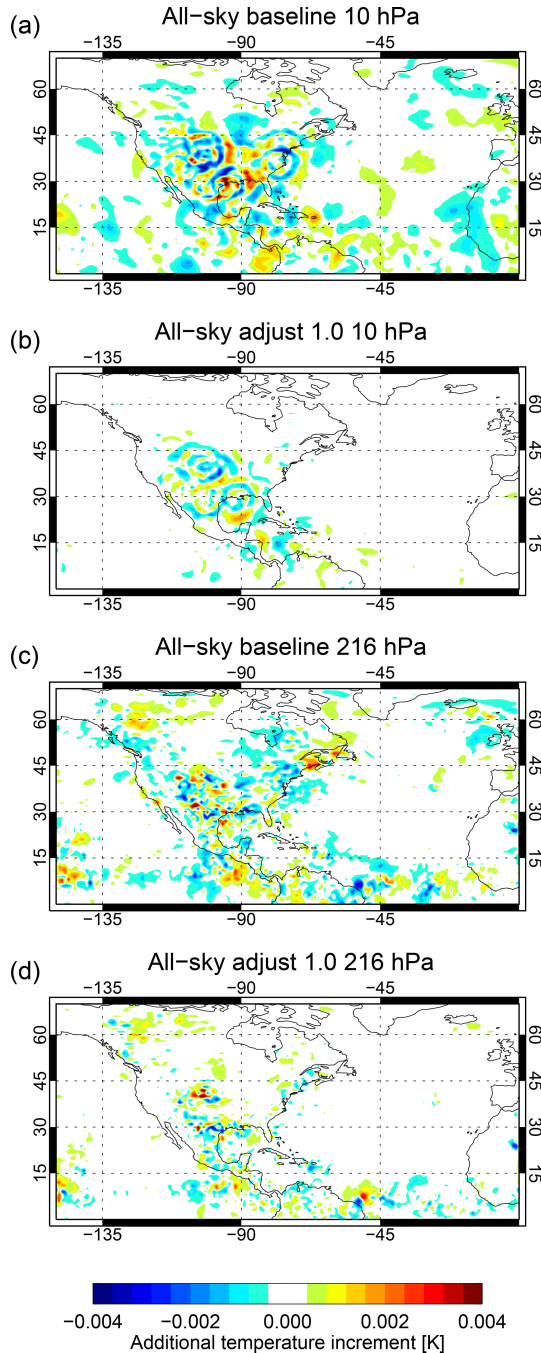 (a) All−sky baseline 10 hPa
−135 −90 −45
60 60
45 45
30 30
15 15
−135 −90 −45
(b) All−sky adjust 1.0 10 hPa
−135 −90 −45
60 60
45 45
30 30
15 15
−135 −90 −45
(c) All−sky baseline 216 hPa
−135 −90 −45
60 60
45 45
30 30
15 15
−135 −90 −45
(d) All−sky adjust 1.0 216 hPa
−135 −90 −45
60 60
45 45
30 30
15 15
−135 −90 −45
−0.004 −0.002 0.000 0.002 0.004
Additional temperature increment [K]